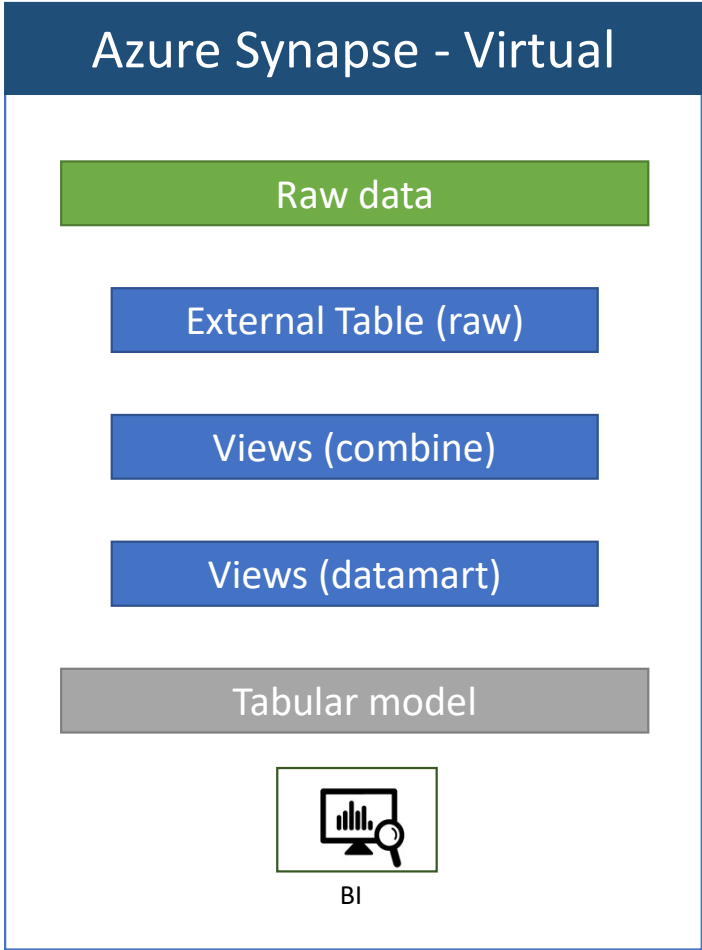 Azure Synapse - Virtual
Raw data
External Table (raw)
Views (combine)
Views (datamart)
Tabular model
BI